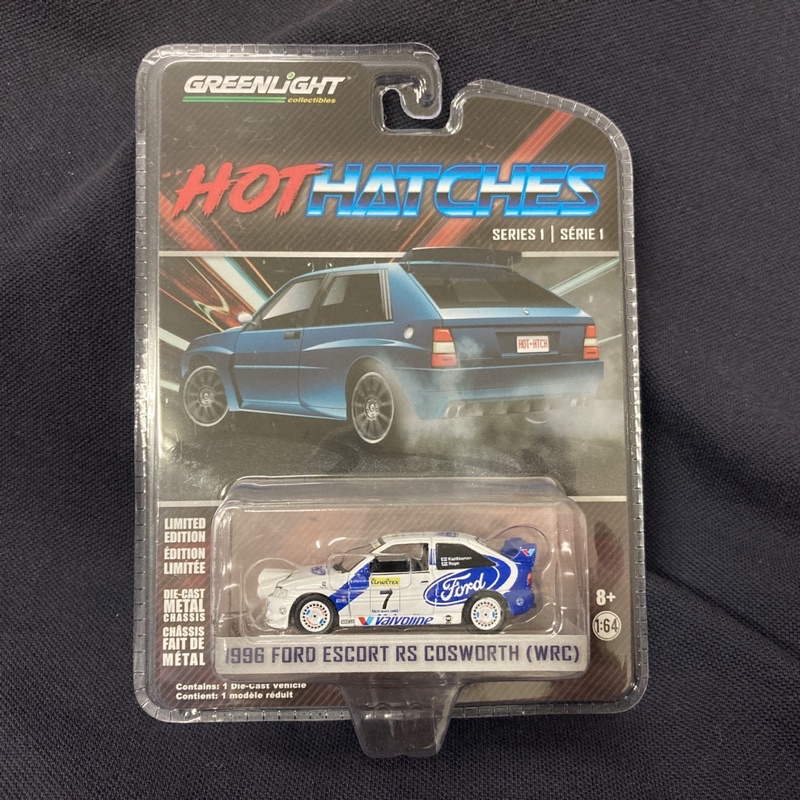 GREENLIGHT
collectibles
HOT HATCHES
SERIES 1 | SÉRIE 1
HOT-HTCH
LIMITED
EDITION
ÉDITION
LIMITÉE
DIE-CAST
METAL
CHASSIS
CHÂSSIS
FAIT DE
MÉTAL
Kankkunen
Repo
Ford
7
Valvoline
8+
1:64
1996 FORD ESCORT RS COSWORTH (WRC)
Contains: 1 Die-Cast Vehicle
Contient: 1 modèle réduit